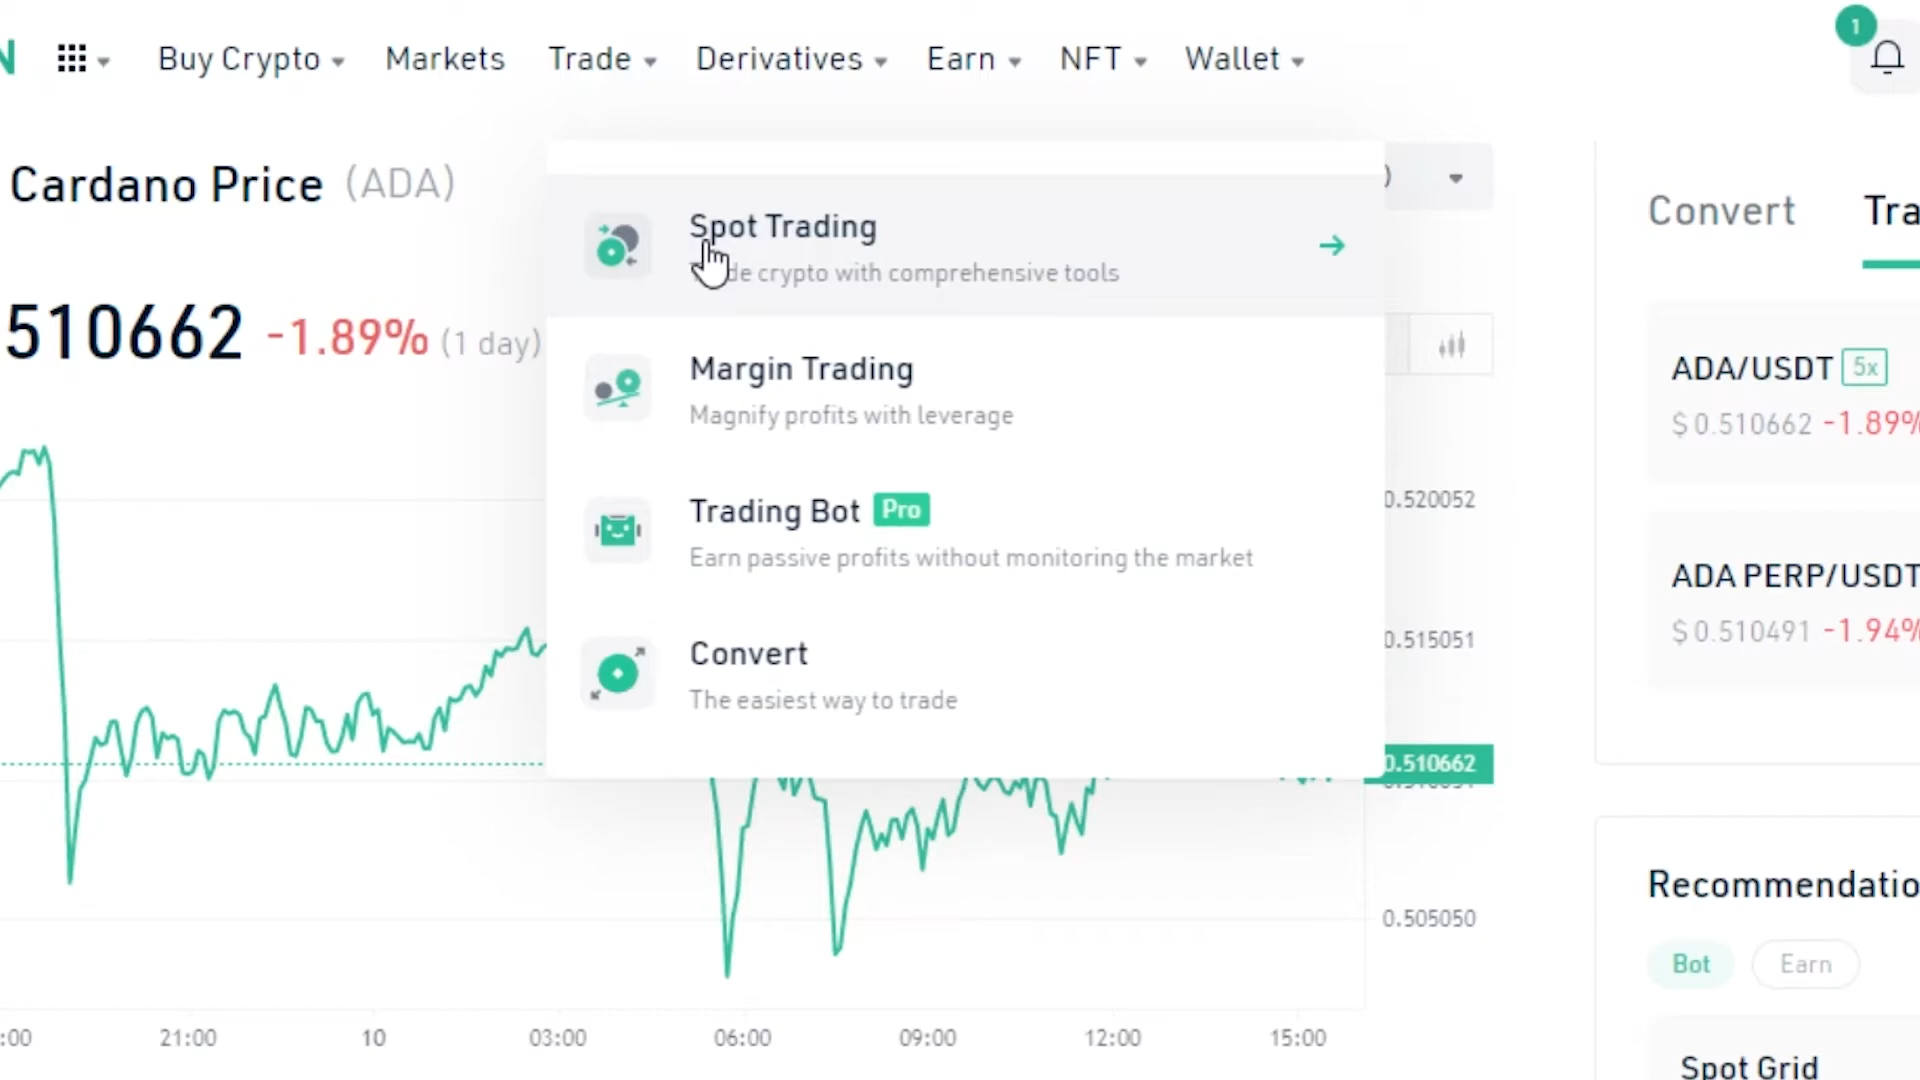 N Buy Crypto Markets Trade Derivatives Earn NFT Wallet 1
Cardano Price (ADA)
)
510662 -1.89% (1 day)
Spot Trading
crypto with comprehensive tools
Margin Trading
Magnify profits with leverage
Trading Bot Pro
Earn passive profits without monitoring the market
Convert
The easiest way to trade
0.520052
0.515051
0.510662
0.505050
:00 21:00 10 03:00 06:00 09:00 12:00 15:00
Convert Tra
ADA/USDT 5x
$ 0.510662 -1.89%
ADA PERP/USDT
$ 0.510491 -1.94%
Recommendatio
Bot Earn
Spot Grid